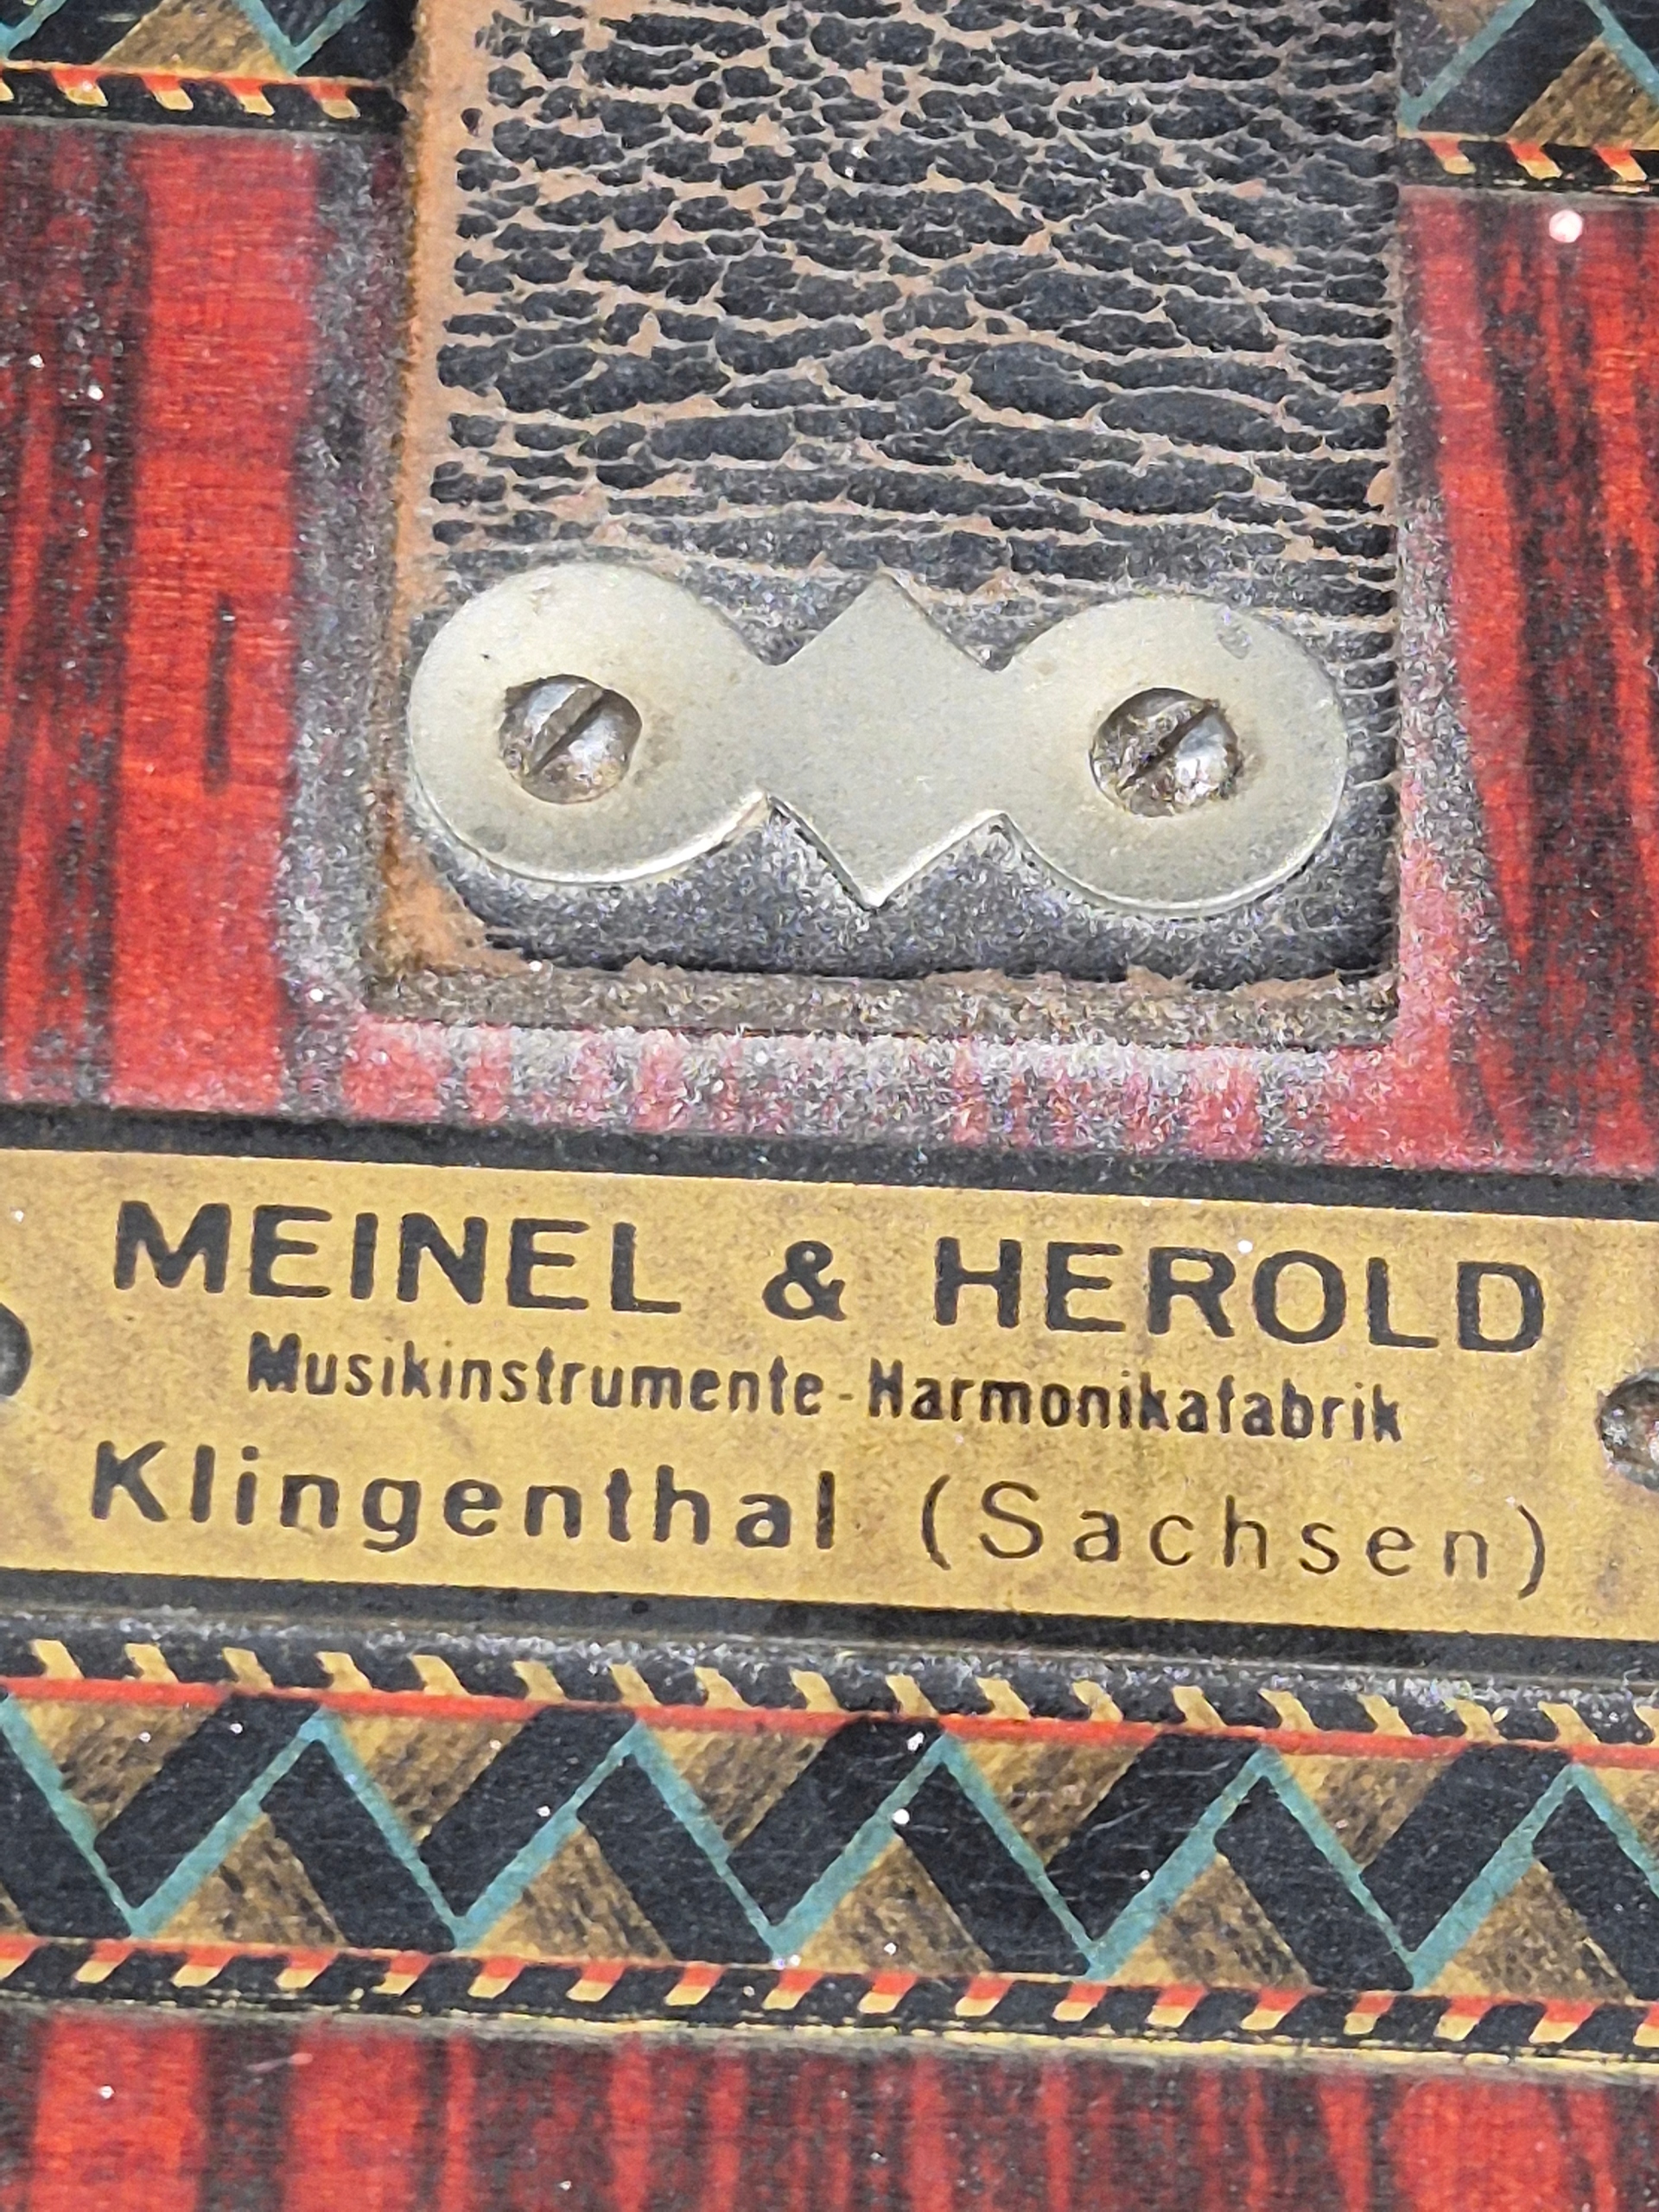 MEINEL & HEROLD
Musikinstrumente-Harmonikafabrik
Klingenthal (Sachsen)